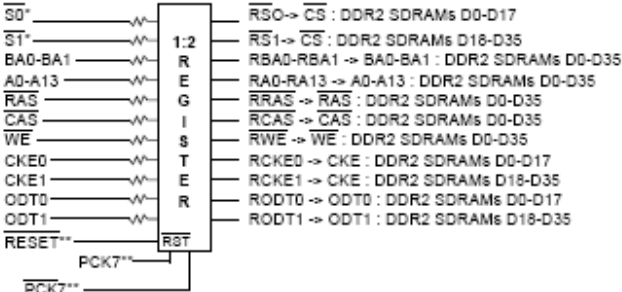 S0* RSO-> CS : DDR2 SDRAMs D0-D17
S1* RS1-> CS : DDR2 SDRAMs D18-D35
BA0-BA1 RBA0-RBA1 -> BA0-BA1 : DDR2 SDRAMs D0-D35
A0-A13 RA0-RA13 -> A0-A13 : DDR2 SDRAMs D0-D35
RAS RRAS -> RAS : DDR2 SDRAMs D0-D35
CAS RCAS -> CAS : DDR2 SDRAMs D0-D35
WE RWE -> WE : DDR2 SDRAMs D0-D35
CKE0 RCKE0 -> CKE : DDR2 SDRAMs D0-D17
CKE1 RCKE1 -> CKE : DDR2 SDRAMs D18-D35
ODT0 RODT0 -> ODT0 : DDR2 SDRAMs D0-D17
ODT1 RODT1 -> ODT1 : DDR2 SDRAMs D18-D35
1:2
R
E
G
I
S
T
E
R
RESET** RST
PCK7**
PCK7**